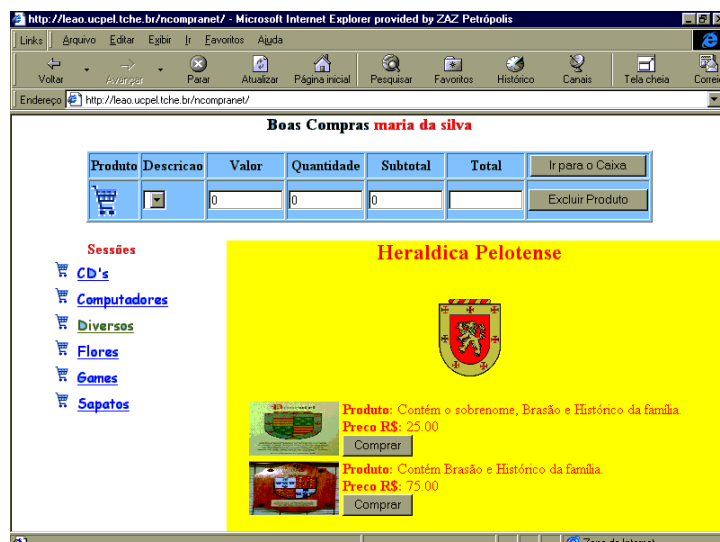 http://leao.ucpel.tche.br/ncompranet/ - Microsoft Internet Explorer provided by ZAZ Petrópolis
Links Arquivo Editar Exibir Ir Favoritos Ajuda
Voltar Avançar Parar Atualizar Página inicial Pesquisar Favoritos Histórico Canais Tela cheia Correio
Endereço http://leao.ucpel.tche.br/ncompranet/
Boas Compras maria da silva
Produto Descricao Valor Quantidade Subtotal Total Ir para o Caixa
0 0 0 Excluir Produto
Sessões
CD's
Computadores
Diversos
Flores
Games
Sapatos
Heraldica Pelotense
Produto: Contém o sobrenome, Brasão e Histórico da família.
Preco R$: 25.00
Comprar
Produto: Contém Brasão e Histórico da família.
Preco R$: 75.00
Comprar